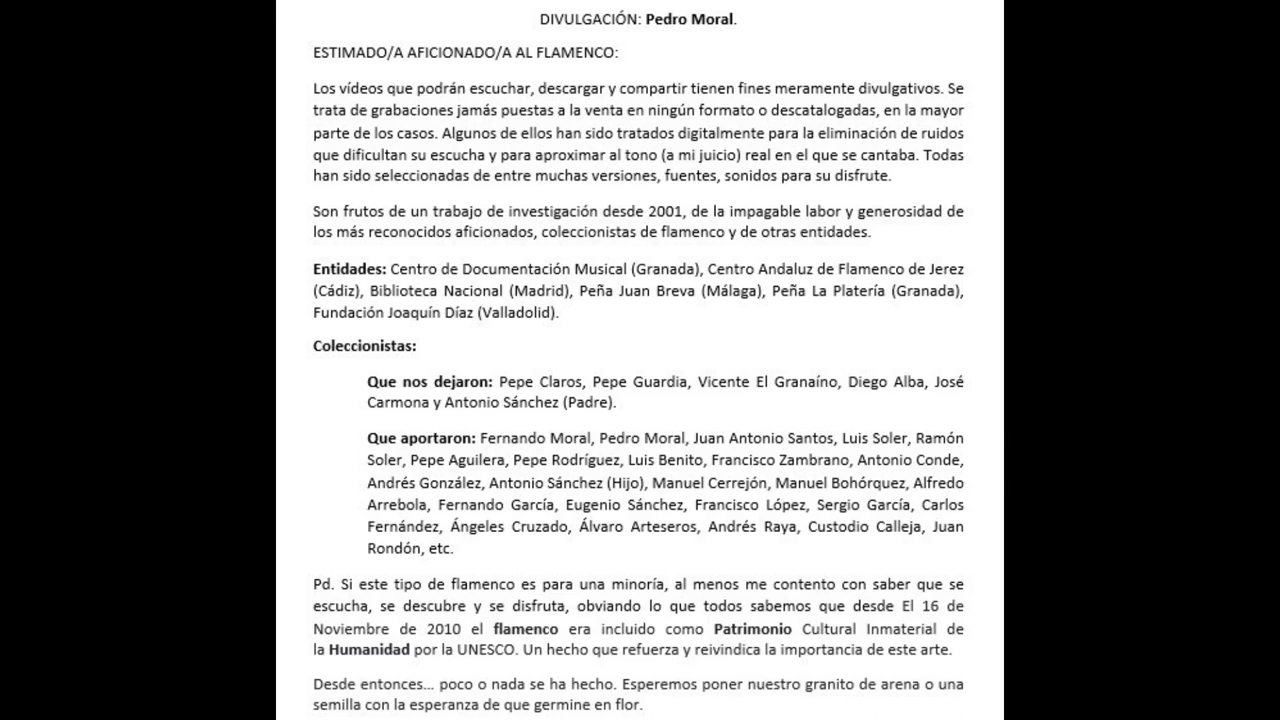 DIVULGACIÓN: Pedro Moral.
ESTIMADO/A AFICIONADO/A AL FLAMENCO:
Los vídeos que podrán escuchar, descargar y compartir tienen fines meramente divulgativos. Se
trata de grabaciones jamás puestas a la venta en ningún formato o descatalogadas, en la mayor
parte de los casos. Algunos de ellos han sido tratados digitalmente para la eliminación de ruidos
que dificultan su escucha y para aproximar al tono (a mi juicio) real en el que se cantaba. Todas
han sido seleccionadas de entre muchas versiones, fuentes, sonidos para su disfrute.
Son frutos de un trabajo de investigación desde 2001, de la impagable labor y generosidad de
los más reconocidos aficionados, coleccionistas de flamenco y de otras entidades.
Entidades: Centro de Documentación Musical (Granada), Centro Andaluz de Flamenco de Jerez
(Cádiz), Biblioteca Nacional (Madrid), Peña Juan Breva (Málaga), Peña La Platería (Granada),
Fundación Joaquín Díaz (Valladolid).
Coleccionistas:
Que nos dejaron: Pepe Claros, Pepe Guardia, Vicente El Granaíno, Diego Alba, José
Carmona y Antonio Sánchez (Padre).
Que aportaron: Fernando Moral, Pedro Moral, Juan Antonio Santos, Luis Soler, Ramón
Soler, Pepe Aguilera, Pepe Rodríguez, Luis Benito, Francisco Zambrano, Antonio Conde,
Andrés González, Antonio Sánchez (Hijo), Manuel Cerrejón, Manuel Bohórquez, Alfredo
Arrebola, Fernando García, Eugenio Sánchez, Francisco López, Sergio García, Carlos
Fernández, Ángeles Cruzado, Álvaro Arteseros, Andrés Raya, Custodio Calleja, Juan
Rondón, etc.
Pd. Si este tipo de flamenco es para una minoría, al menos me contento con saber que se
escucha, se descubre y se disfruta, obviando lo que todos sabemos que desde El 16 de
Noviembre de 2010 el flamenco era incluido como Patrimonio Cultural Inmaterial de
la Humanidad por la UNESCO. Un hecho que refuerza y reivindica la importancia de este arte.
Desde entonces... poco o nada se ha hecho. Esperemos poner nuestro granito de arena o una
semilla con la esperanza de que germine en flor.